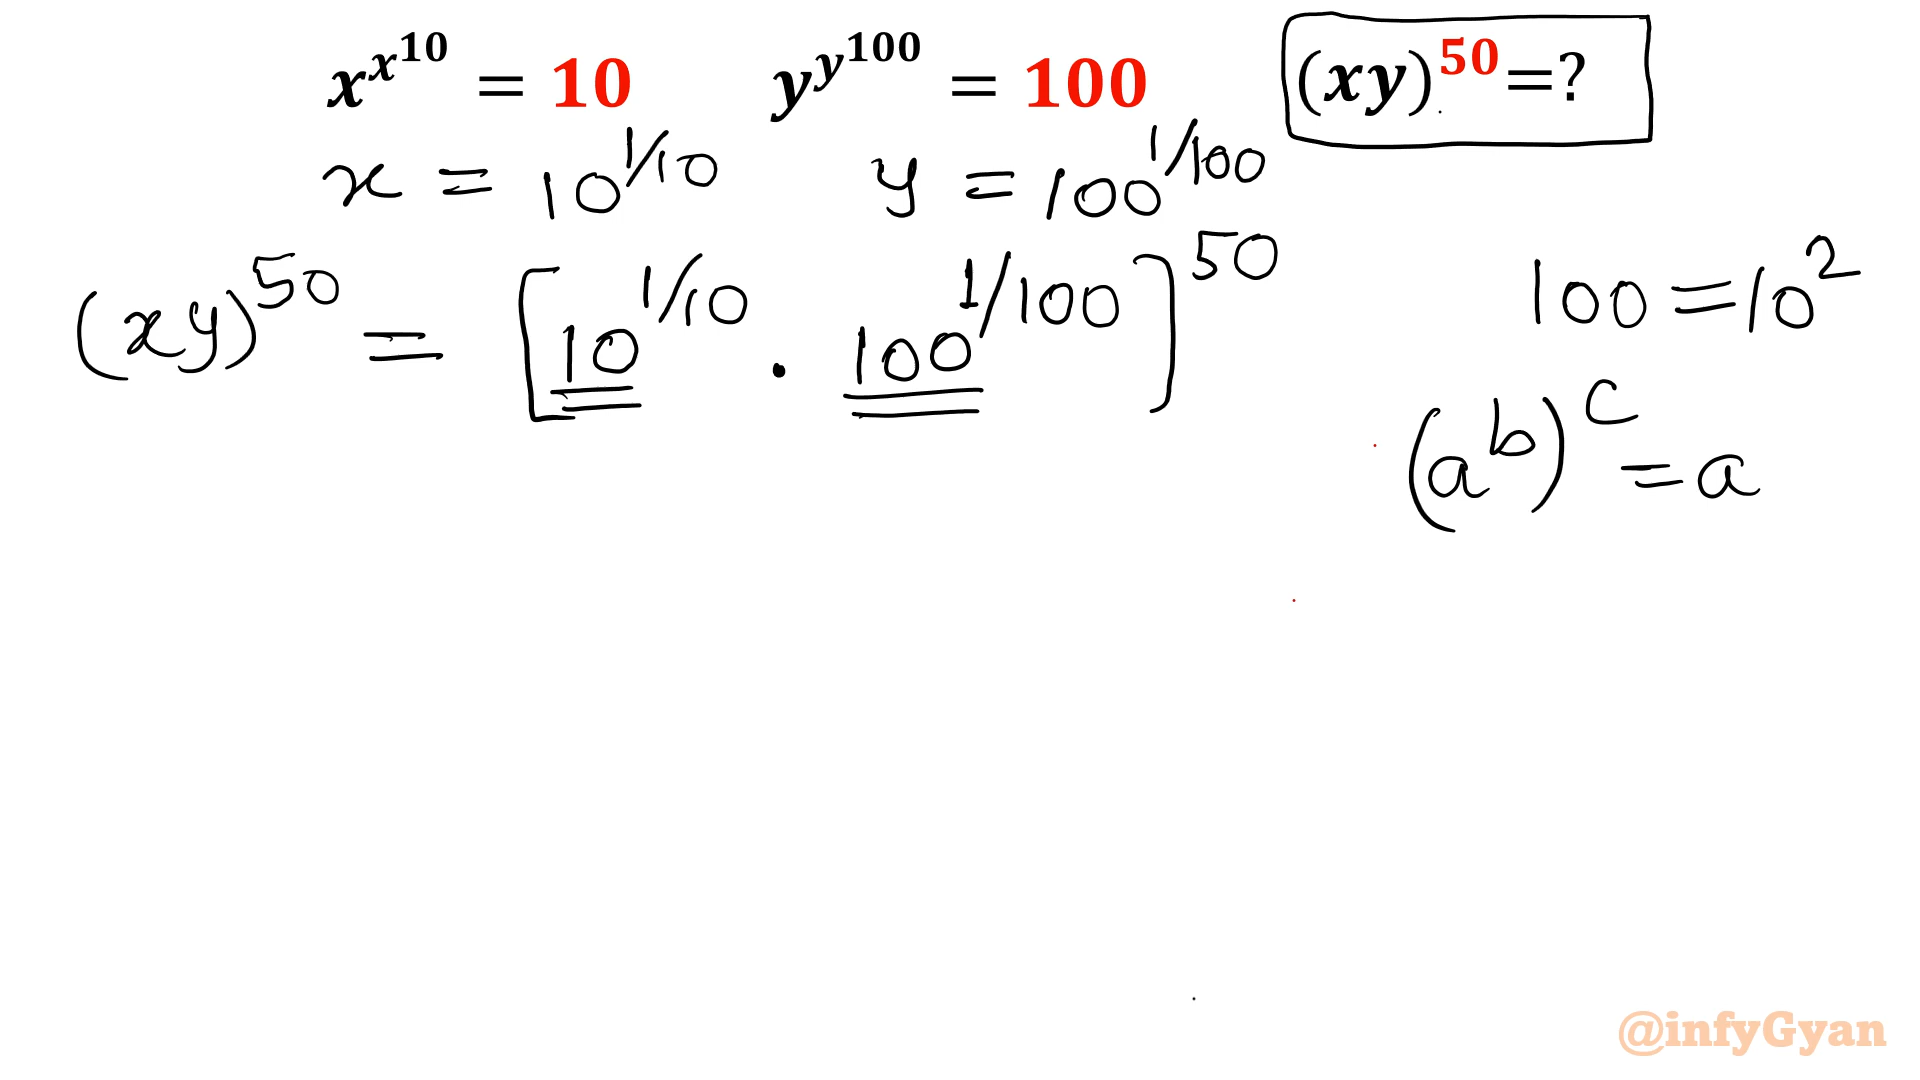 x^{x^{10}} = 10 y^{y^{100}} = 100 (xy)^{50}=?
x = 10^{1/10} y = 100^{1/100}
(xy)^{50} = [10^{1/10} . 100^{1/100}]^{50} 100 = 10^2
(a^b)^c = a
@infyGyan